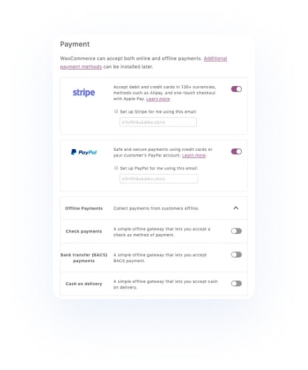 Payment
WooCommerce can accept both online and offline payments. Additional
payment methods can be installed later.
stripe
Accept debit and credit cards in 135+ currencies,
methods such as Alipay, and one-touch checkout
with Apple Pay. Learn more.
Set up Stripe for me using this email:
PayPal
Safe and secure payments using credit cards or
your customer's PayPal account. Learn more.
Set up PayPal for me using this email:
Offline Payments
Collect payments from customers offline.
Check payments
A simple offline gateway that lets you accept a
check as method of payment.
Bank transfer (BACS)
payments
A simple offline gateway that lets you accept
BACS payment.
Cash on delivery
A simple offline gateway that lets you accept cash
on delivery.